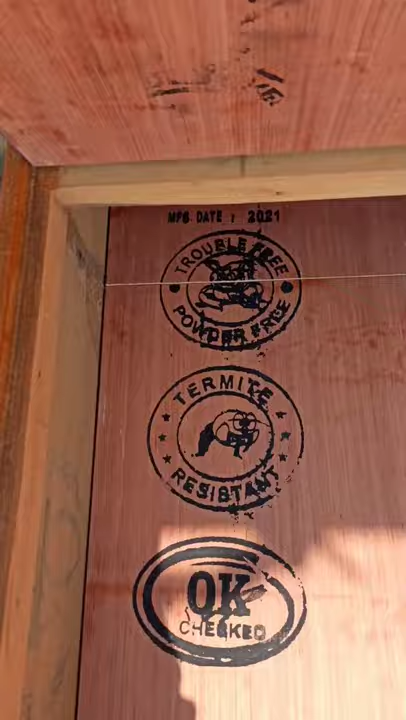 MFG DATE : 2021
TROUBLE FREE
POWDER FREE
TERMITE
RESISTANT
OK
CHECKED